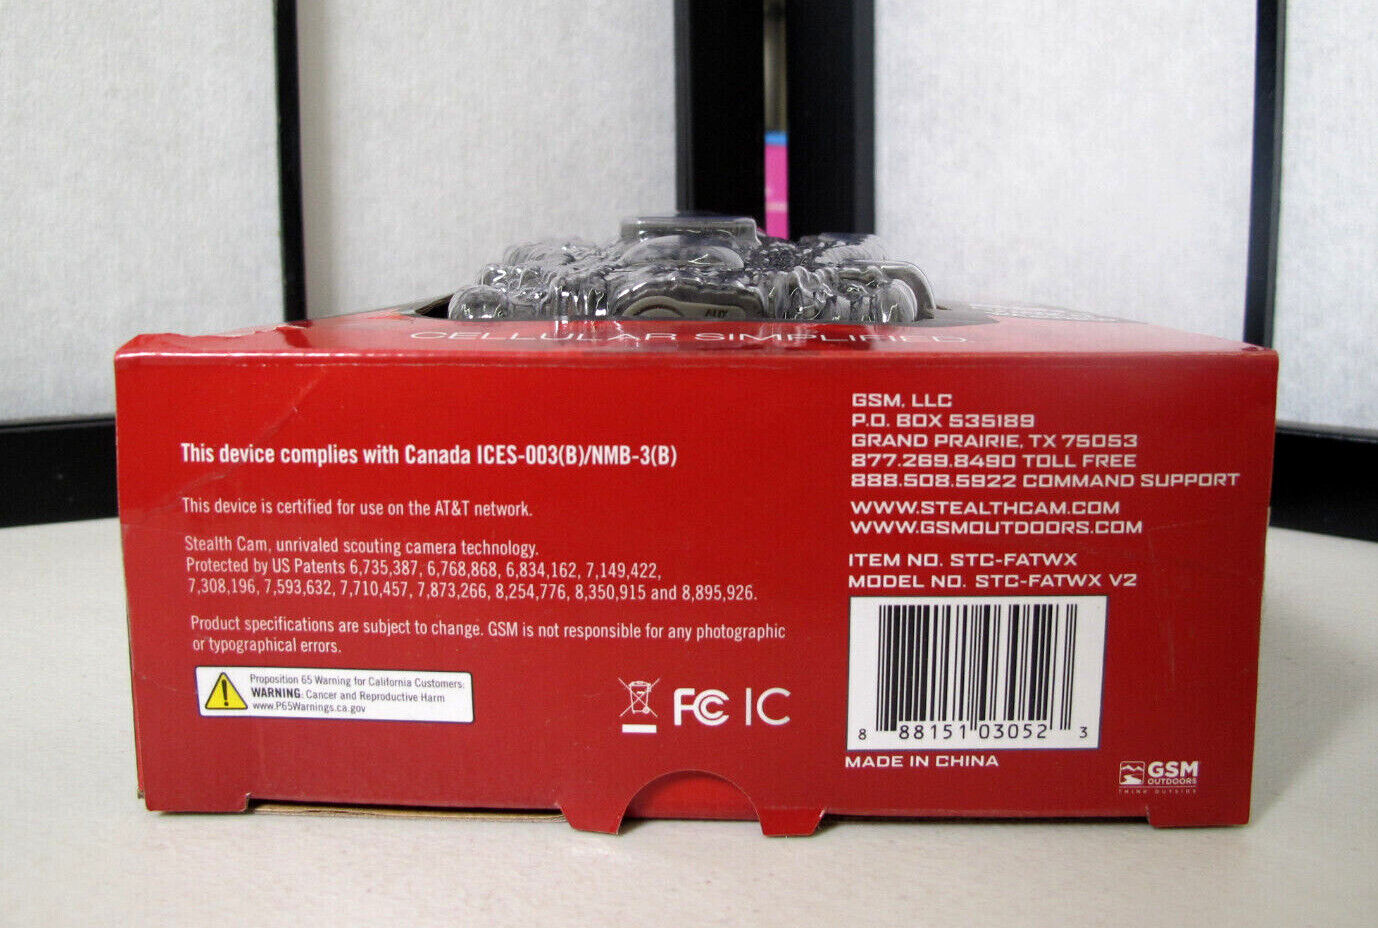 CELLULAR SIMPLIFIED
This device complies with Canada ICES-003(B)/NMB-3(B)
This device is certified for use on the AT&T network.
Stealth Cam, unrivaled scouting camera technology.
Protected by US Patents 6,735,387, 6,768,868, 6,834,162, 7,149,422,
7,308,196, 7,593,632, 7,710,457, 7,873,266, 8,254,776, 8,350,915 and 8,895,926.
Product specifications are subject to change. GSM is not responsible for any photographic
or typographical errors.
Proposition 65 Warning for California Customers:
WARNING: Cancer and Reproductive Harm
www.P65Warnings.ca.gov
FC IC
GSM, LLC
P.O. BOX 535189
GRAND PRAIRIE, TX 75053
877.269.8490 TOLL FREE
888.508.5922 COMMAND SUPPORT
WWW.STEALTHCAM.COM
WWW.GSMOUTDOORS.COM
ITEM NO. STC-FATWX
MODEL NO. STC-FATWX V2
8 88151 03052 3
MADE IN CHINA
GSM
OUTDOORS
THINK OUTSIDE